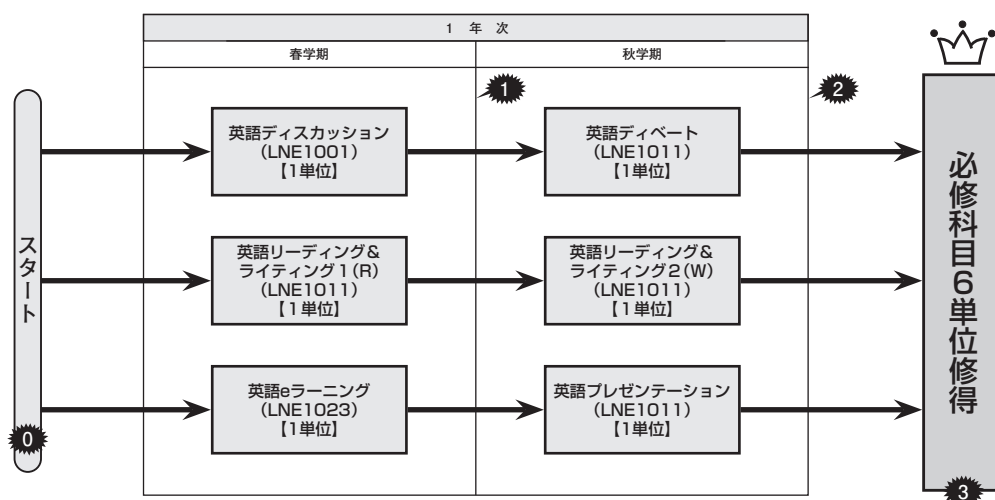 1 年 次
春学期
秋学期
1
2
スタート
0
英語ディスカッション
(LNE1001)
【1単位】
英語ディベート
(LNE1011)
【1単位】
英語リーディング&
ライティング1(R)
(LNE1011)
【1単位】
英語リーディング&
ライティング2(W)
(LNE1011)
【1単位】
英語eラーニング
(LNE1023)
【1単位】
英語プレゼンテーション
(LNE1011)
【1単位】
必修科目6単位修得
3